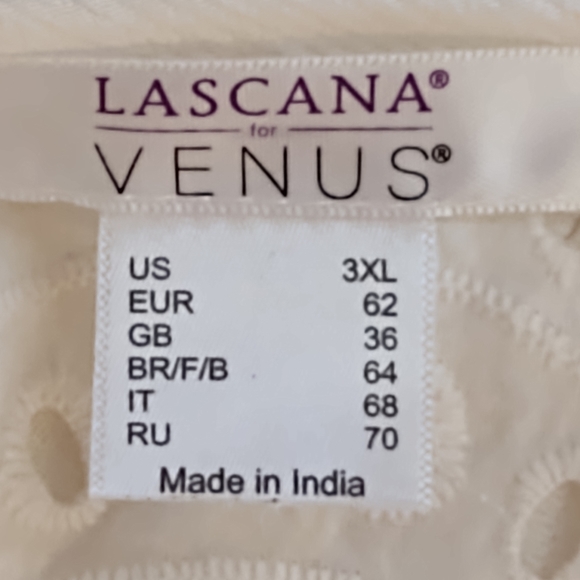 LASCANA®
for
VENUS®
US 3XL
EUR 62
GB 36
BR/F/B 64
IT 68
RU 70
Made in India